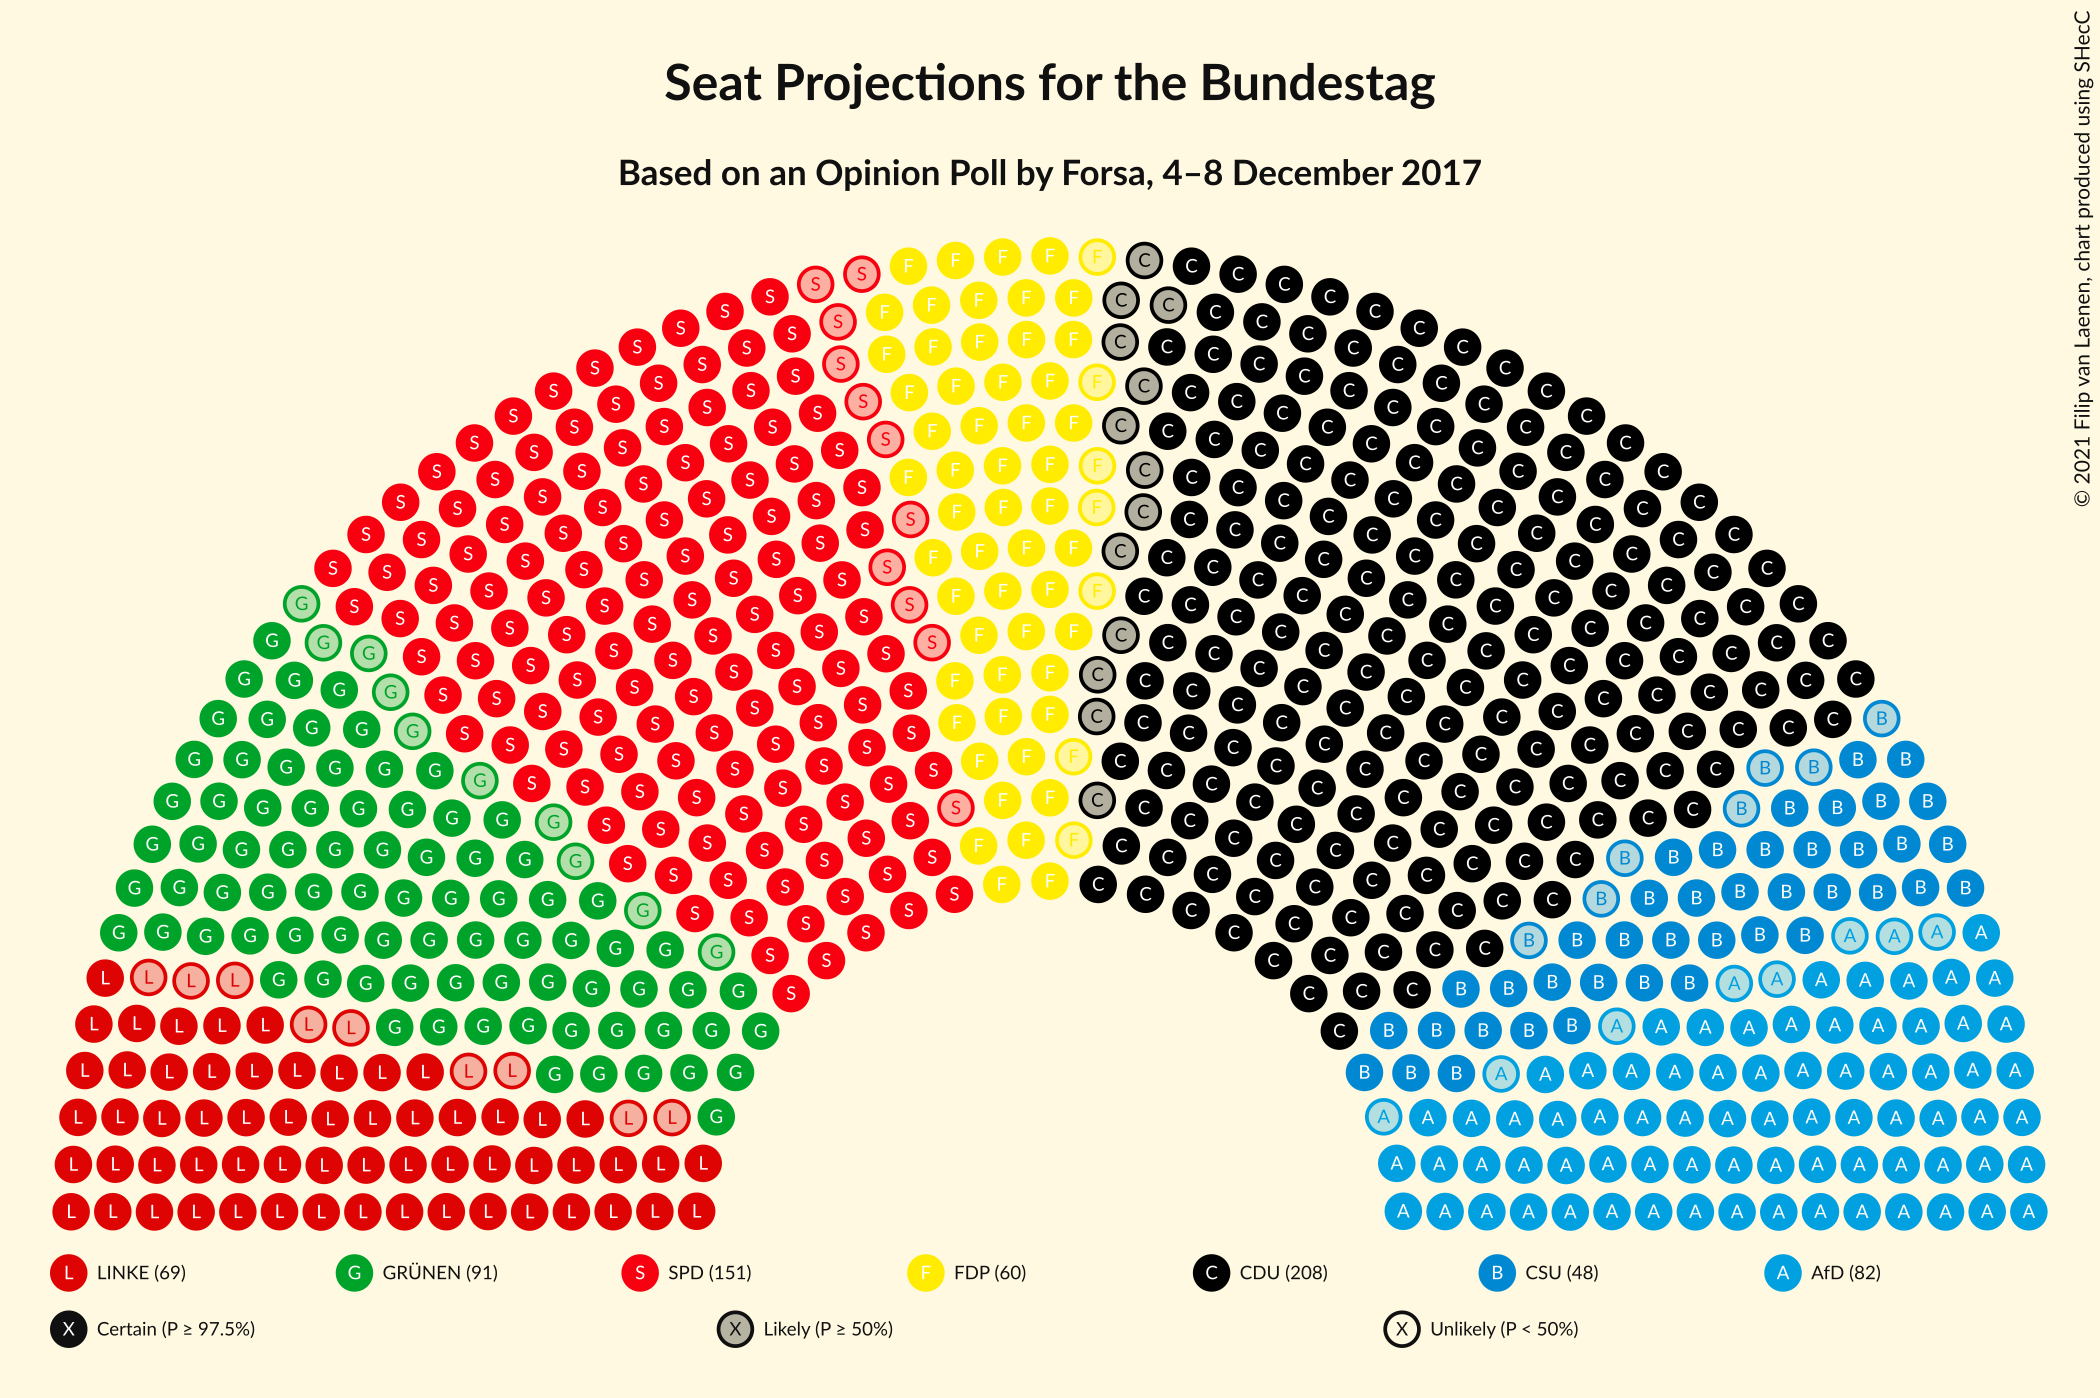 Seat Projections for the Bundestag
Based on an Opinion Poll by Forsa, 4–8 December 2017
© 2021 Filip van Laenen, chart produced using SHecC
L LINKE (69) G GRÜNEN (91) S SPD (151) F FDP (60) C CDU (208) B CSU (48) A AfD (82)
X Certain (P ≥ 97.5%) X Likely (P ≥ 50%) X Unlikely (P < 50%)